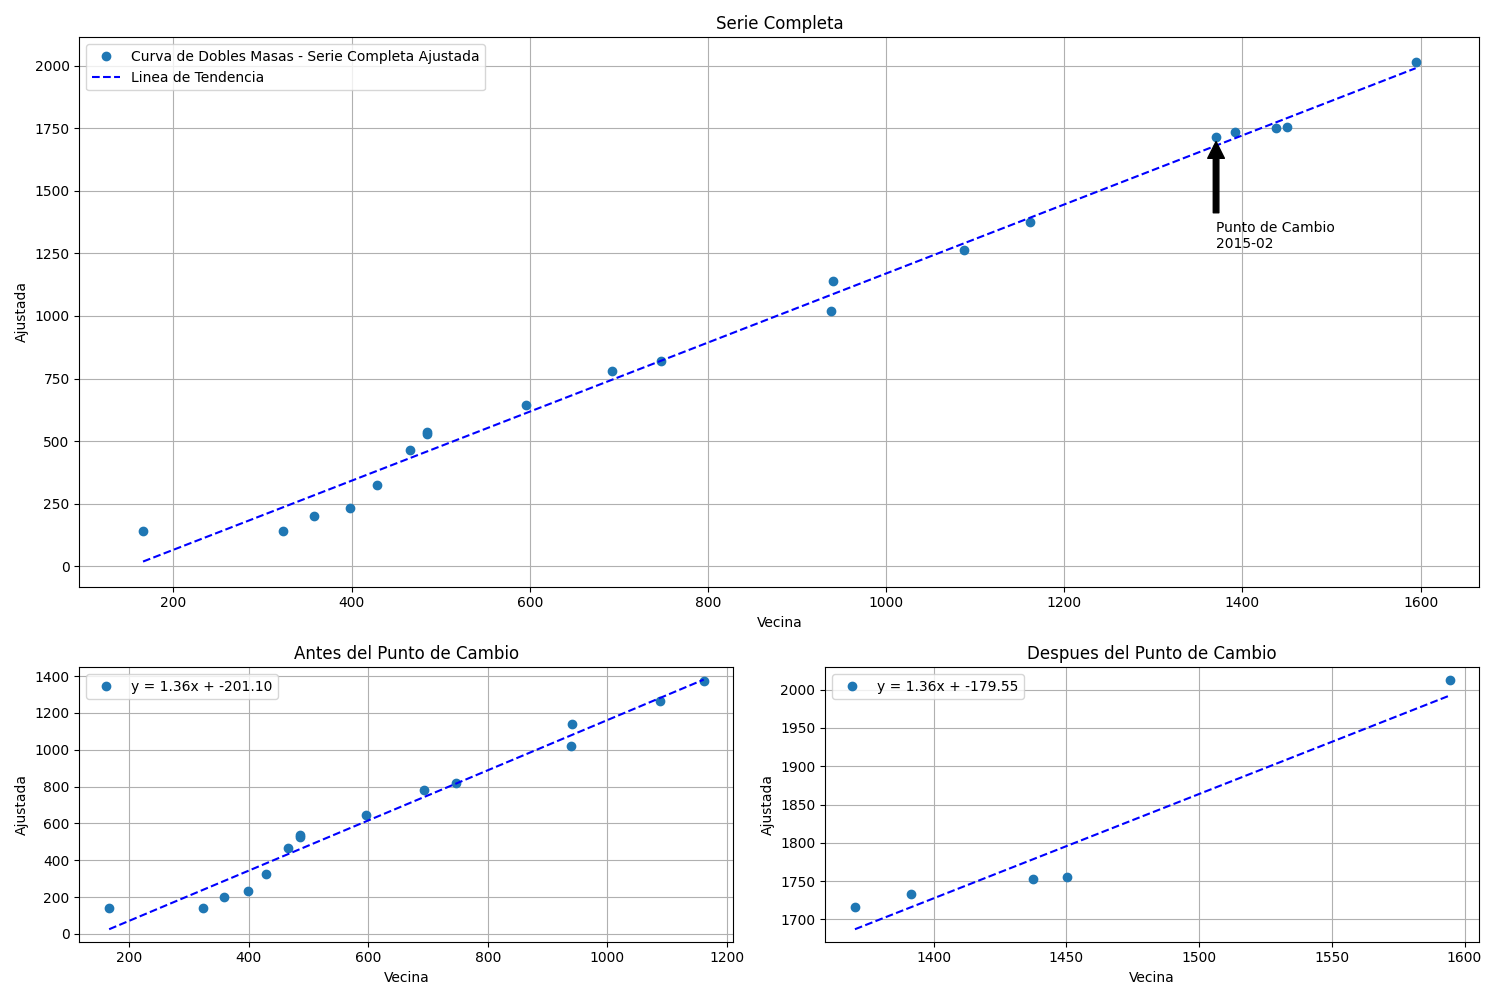 Serie Completa
Curva de Dobles Masas - Serie Completa Ajustada
Linea de Tendencia
2000
1750
1500
1250
1000
750
500
250
0
Ajustada
Punto de Cambio
2015-02
200 400 600 800 1000 1200 1400 1600
Vecina
Antes del Punto de Cambio
y = 1.36x + -201.10
1400
1200
1000
800
600
400
200
0
Ajustada
200 400 600 800 1000 1200
Vecina
Despues del Punto de Cambio
y = 1.36x + -179.55
2000
1950
1900
1850
1800
1750
1700
Ajustada
1400 1450 1500 1550 1600
Vecina